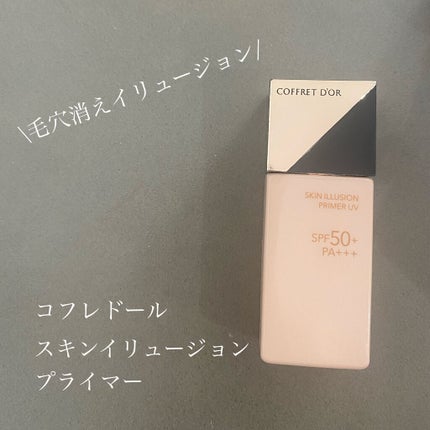 \毛穴消えイリュージョン/
COFFRET D'OR
SKIN ILLUSION
PRIMER UV
SPF50+
PA+++
コフレドール
スキンイリュージョン
プライマー